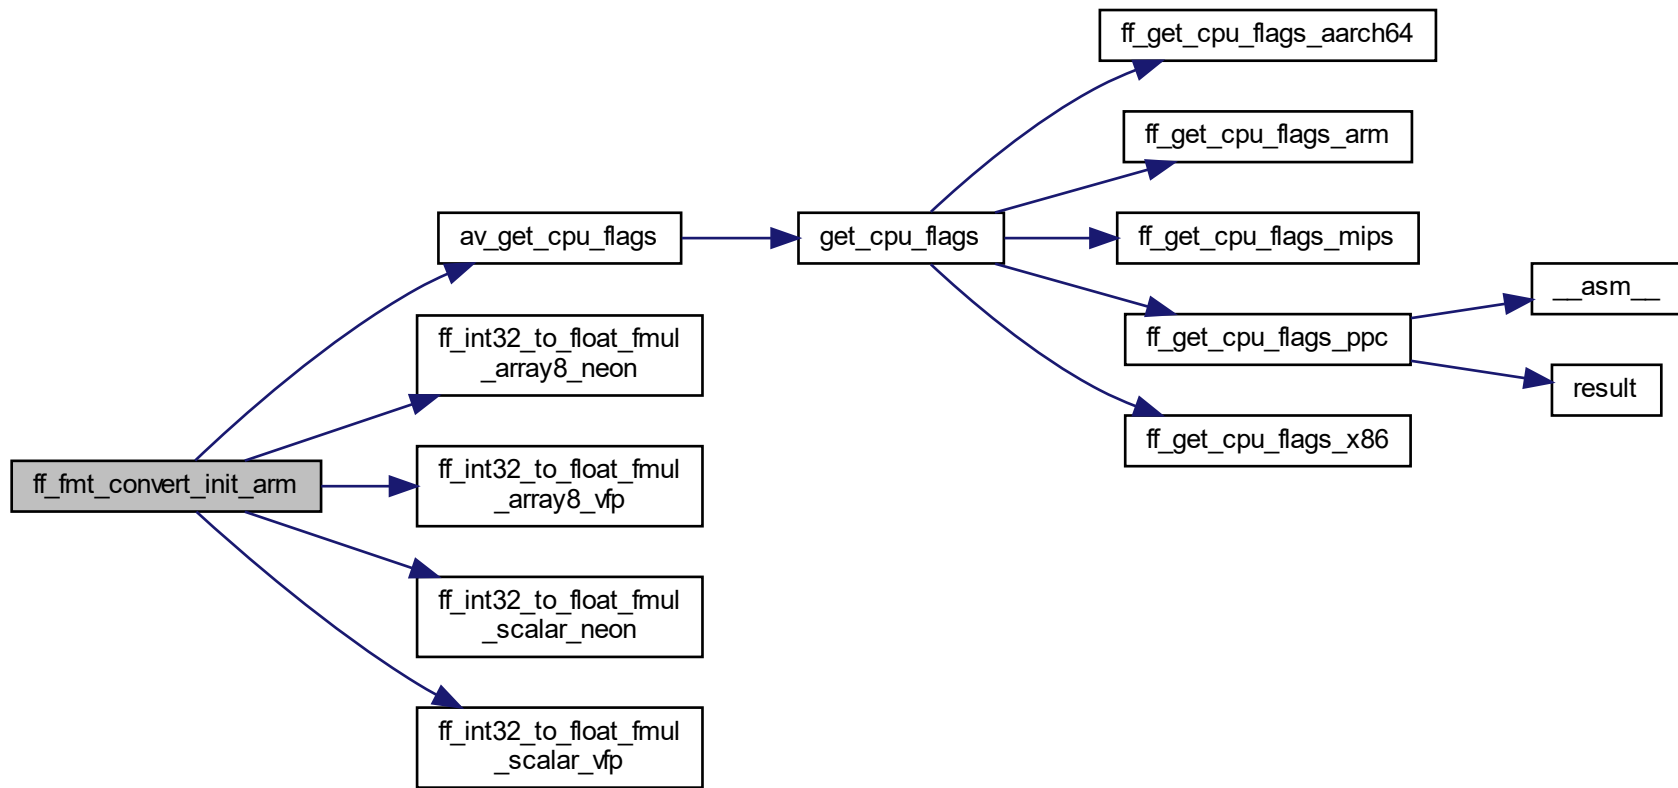 ff_get_cpu_flags_aarch64
ff_get_cpu_flags_arm
av_get_cpu_flags
get_cpu_flags
ff_get_cpu_flags_mips
__asm__
ff_int32_to_float_fmul
_array8_neon
ff_get_cpu_flags_ppc
result
ff_get_cpu_flags_x86
ff_fmt_convert_init_arm
ff_int32_to_float_fmul
_array8_vfp
ff_int32_to_float_fmul
_scalar_neon
ff_int32_to_float_fmul
_scalar_vfp